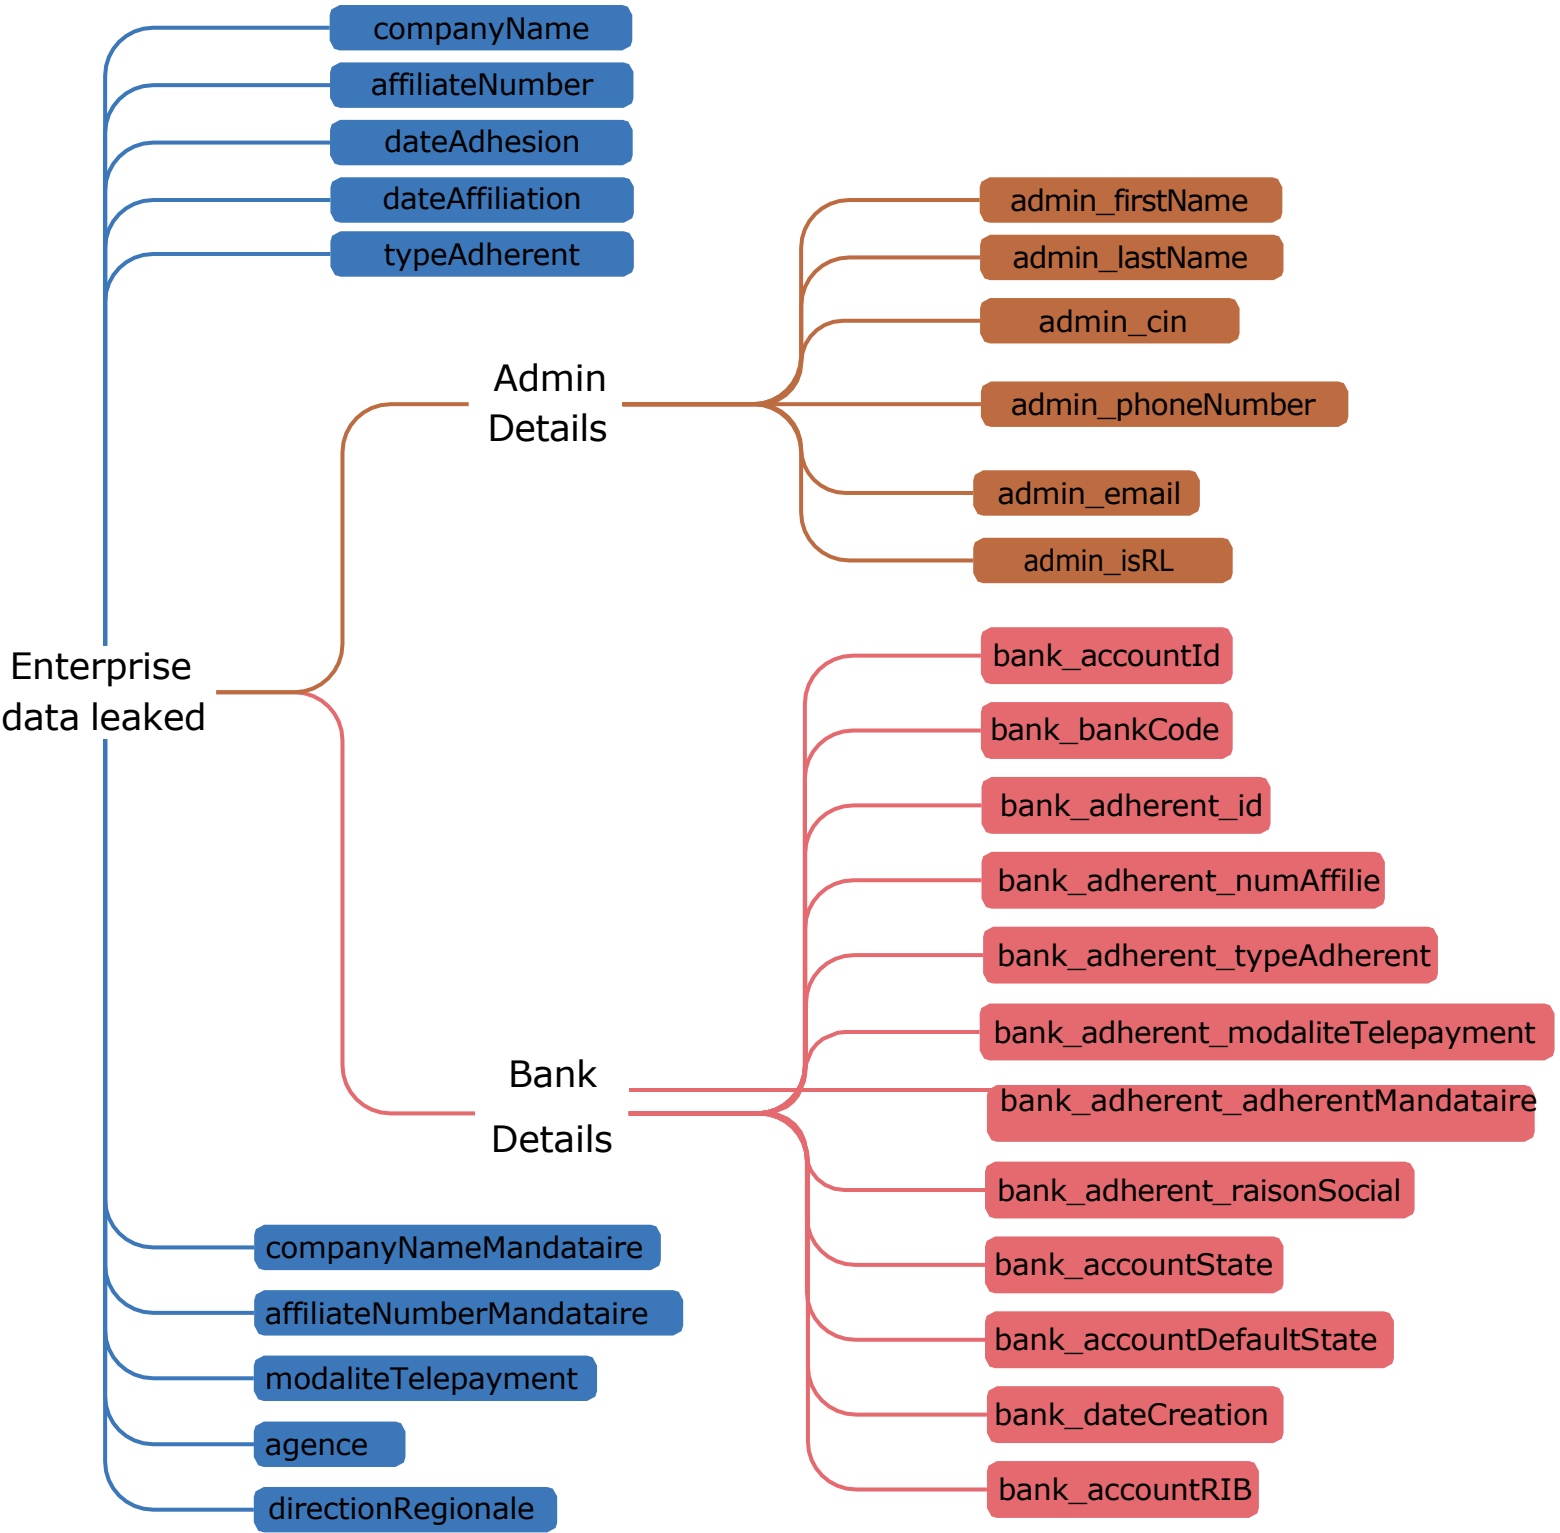 companyName
affiliateNumber
dateAdhesion
dateAffiliation
typeAdherent
Enterprise
data leaked
companyNameMandataire
affiliateNumberMandataire
modaliteTelepayment
agence
directionRegionale
Admin
Details
admin_firstName
admin_lastName
admin_cin
admin_phoneNumber
admin_email
admin_isRL
Bank
Details
bank_accountId
bank_bankCode
bank_adherent_id
bank_adherent_numAffilie
bank_adherent_typeAdherent
bank_adherent_modaliteTelepayment
bank_adherent_adherentMandataire
bank_adherent_raisonSocial
bank_accountState
bank_accountDefaultState
bank_dateCreation
bank_accountRIB